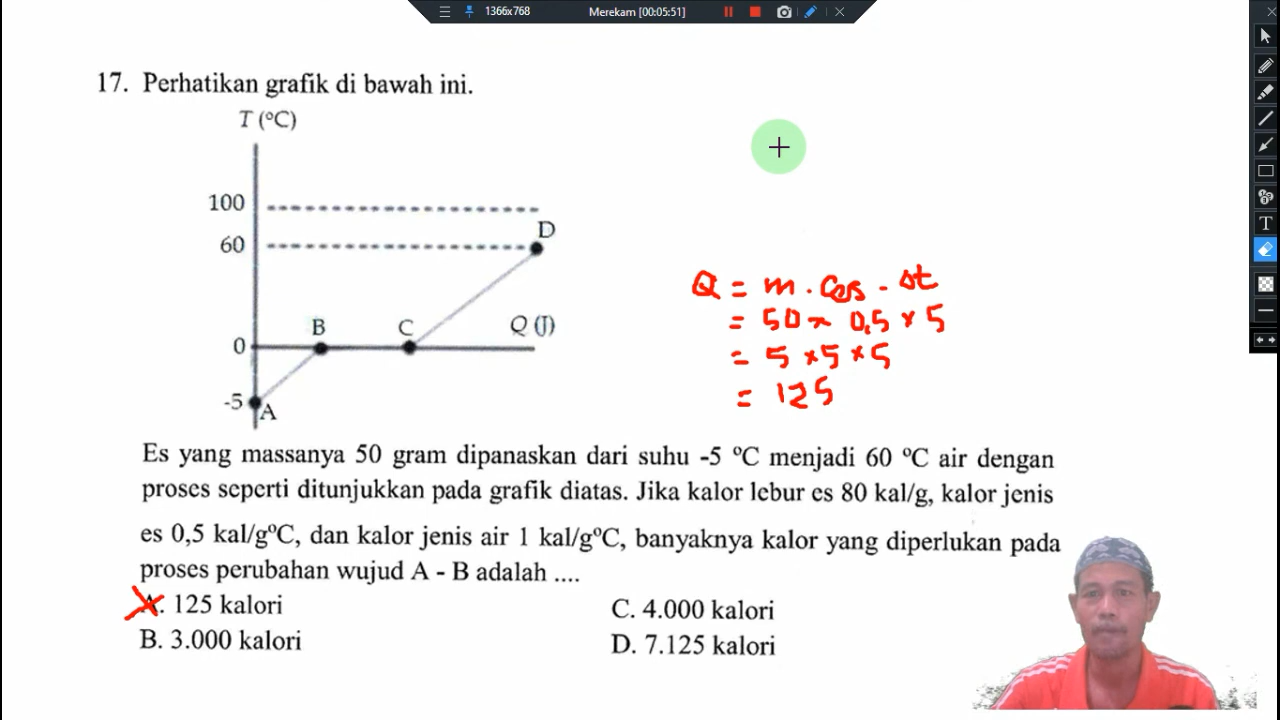 1366x768
Merekam [00:05:51]
17. Perhatikan grafik di bawah ini.
T (°C)
100
60
D
B
C
Q (J)
0
-5
A
Q = m . Ces . Δt
= 50 x 0,5 x 5
= 5 x 5 x 5
= 125
Es yang massanya 50 gram dipanaskan dari suhu -5 °C menjadi 60 °C air dengan
proses seperti ditunjukkan pada grafik diatas. Jika kalor lebur es 80 kal/g, kalor jenis
es 0,5 kal/g°C, dan kalor jenis air 1 kal/g°C, banyaknya kalor yang diperlukan pada
proses perubahan wujud A - B adalah ....
A. 125 kalori
C. 4.000 kalori
B. 3.000 kalori
D. 7.125 kalori
T